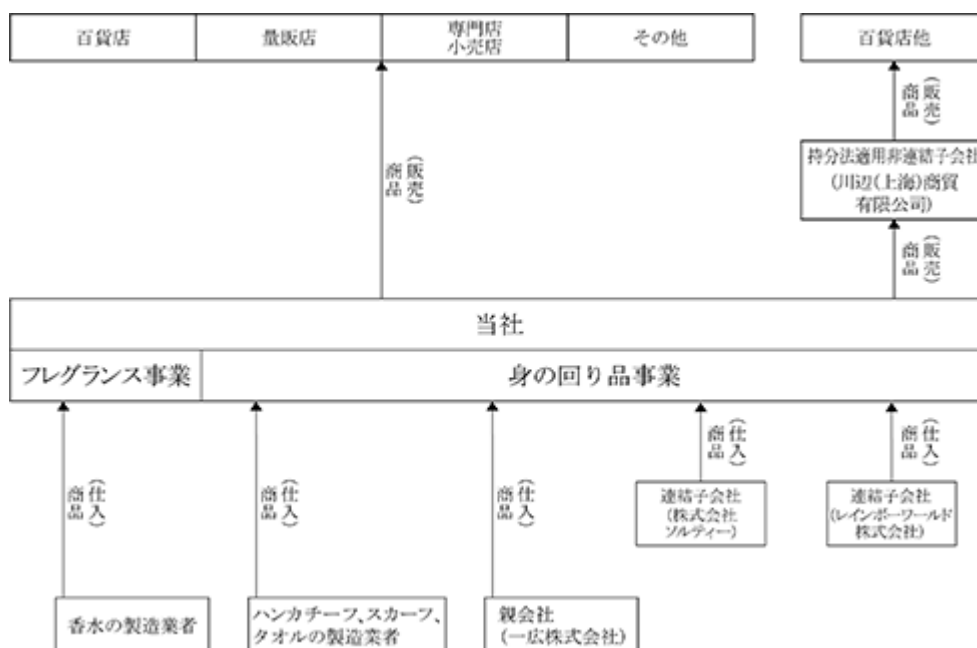 百貨店
量販店
専門店
小売店
その他
百貨店他
商品
(販売)
持分法適用非連結子会社
(川辺(上海)商貿
有限公司)
商品
(販売)
商品
(販売)
当社
フレグランス事業
身の回り品事業
商品
(仕入)
商品
(仕入)
商品
(仕入)
商品
(仕入)
商品
(仕入)
連結子会社
(株式会社
ソルティー)
連結子会社
(レインボーワールド
株式会社)
香水の製造業者
ハンカチーフ、スカーフ、
タオルの製造業者
親会社
(一広株式会社)